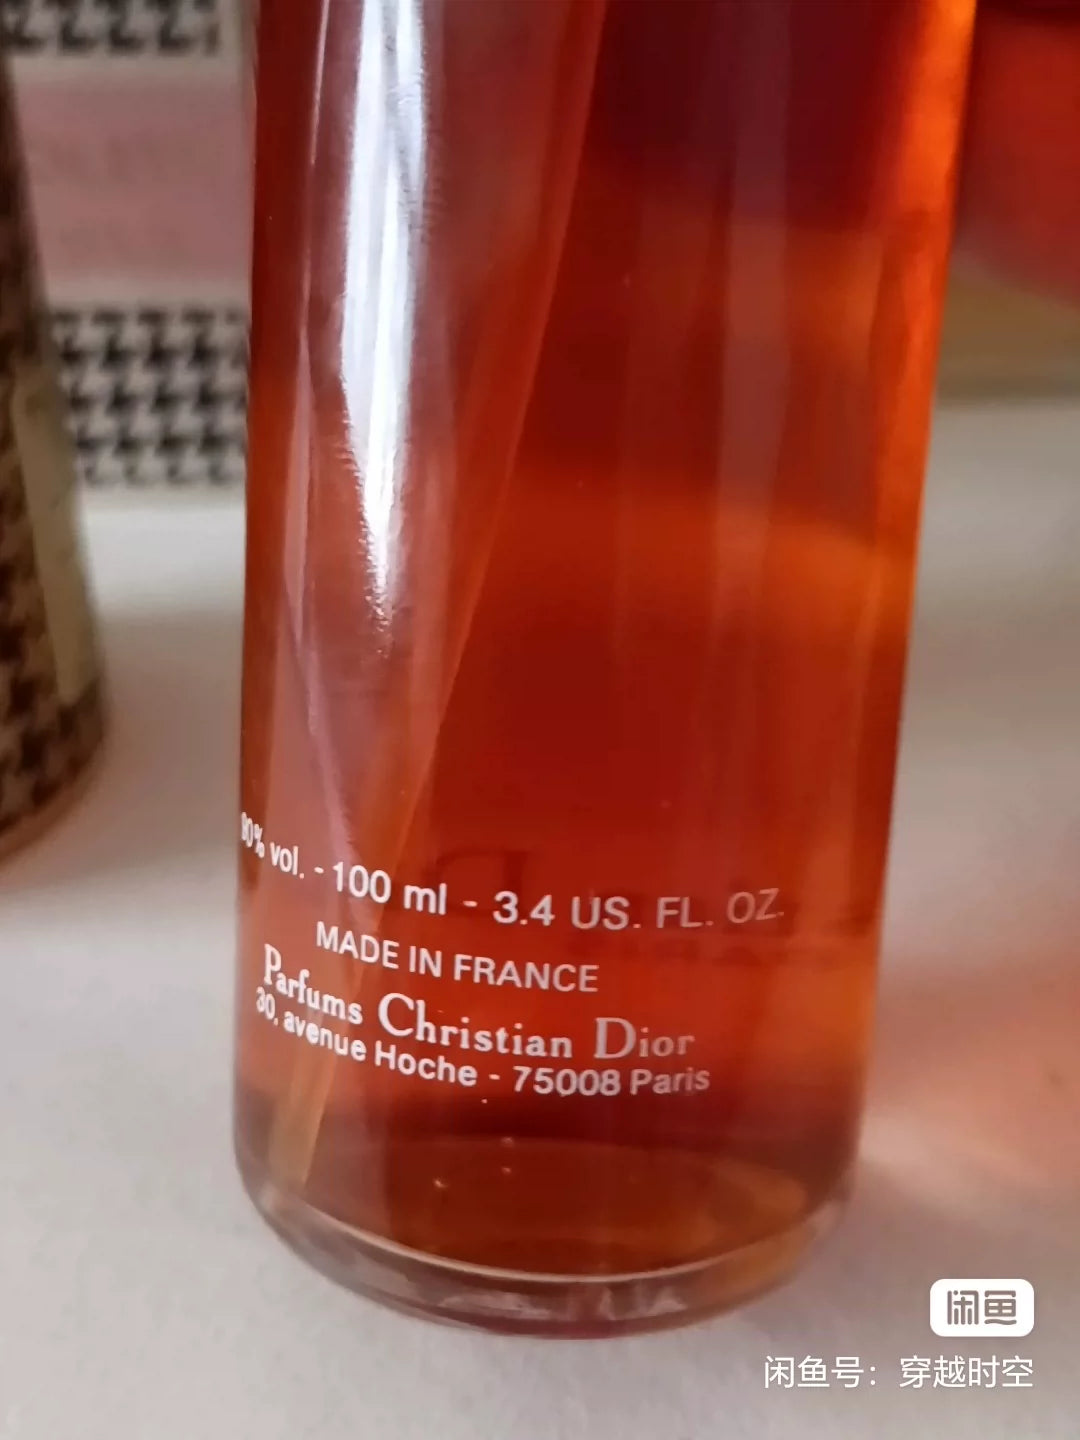 90% vol. - 100 ml - 3.4 US. FL. OZ.
MADE IN FRANCE
Parfums Christian Dior
30, avenue Hoche - 75008 Paris
闲鱼
闲鱼号：穿越时空